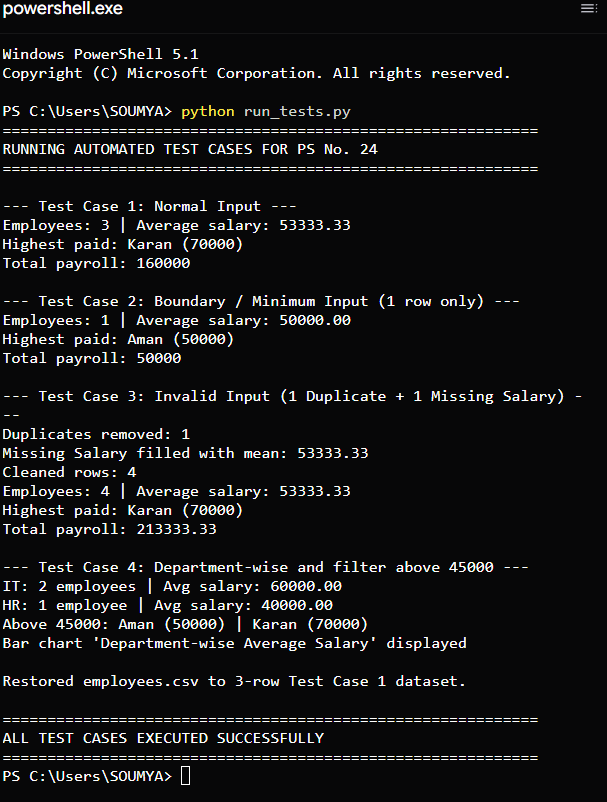 powershell.exe
Windows PowerShell 5.1
Copyright (C) Microsoft Corporation. All rights reserved.
PS C:\Users\SOUMYA> python run_tests.py
============================================================
RUNNING AUTOMATED TEST CASES FOR PS No. 24
============================================================
--- Test Case 1: Normal Input ---
Employees: 3 | Average salary: 53333.33
Highest paid: Karan (70000)
Total payroll: 160000
--- Test Case 2: Boundary / Minimum Input (1 row only) ---
Employees: 1 | Average salary: 50000.00
Highest paid: Aman (50000)
Total payroll: 50000
--- Test Case 3: Invalid Input (1 Duplicate + 1 Missing Salary) -
--
Duplicates removed: 1
Missing Salary filled with mean: 53333.33
Cleaned rows: 4
Employees: 4 | Average salary: 53333.33
Highest paid: Karan (70000)
Total payroll: 213333.33
--- Test Case 4: Department-wise and filter above 45000 ---
IT: 2 employees | Avg salary: 60000.00
HR: 1 employee | Avg salary: 40000.00
Above 45000: Aman (50000) | Karan (70000)
Bar chart 'Department-wise Average Salary' displayed
Restored employees.csv to 3-row Test Case 1 dataset.
============================================================
ALL TEST CASES EXECUTED SUCCESSFULLY
============================================================
PS C:\Users\SOUMYA>